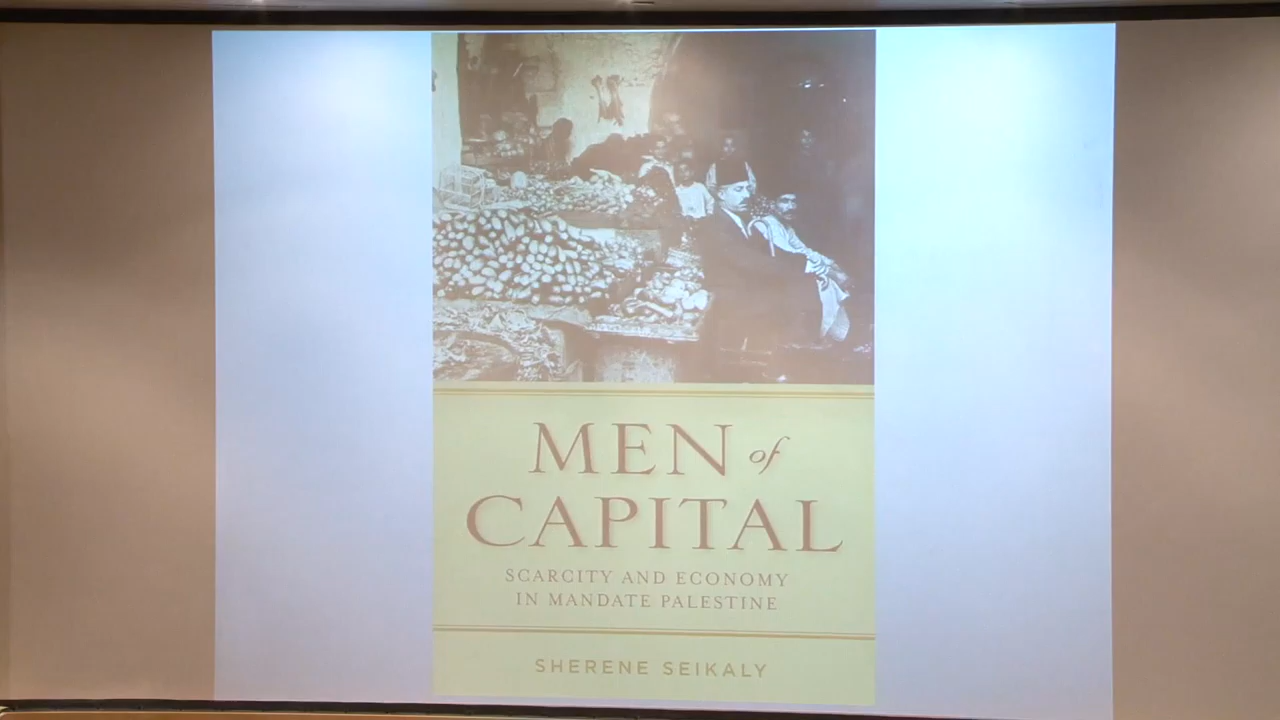 MEN of
CAPITAL
SCARCITY AND ECONOMY
IN MANDATE PALESTINE
SHERENE SEIKALY